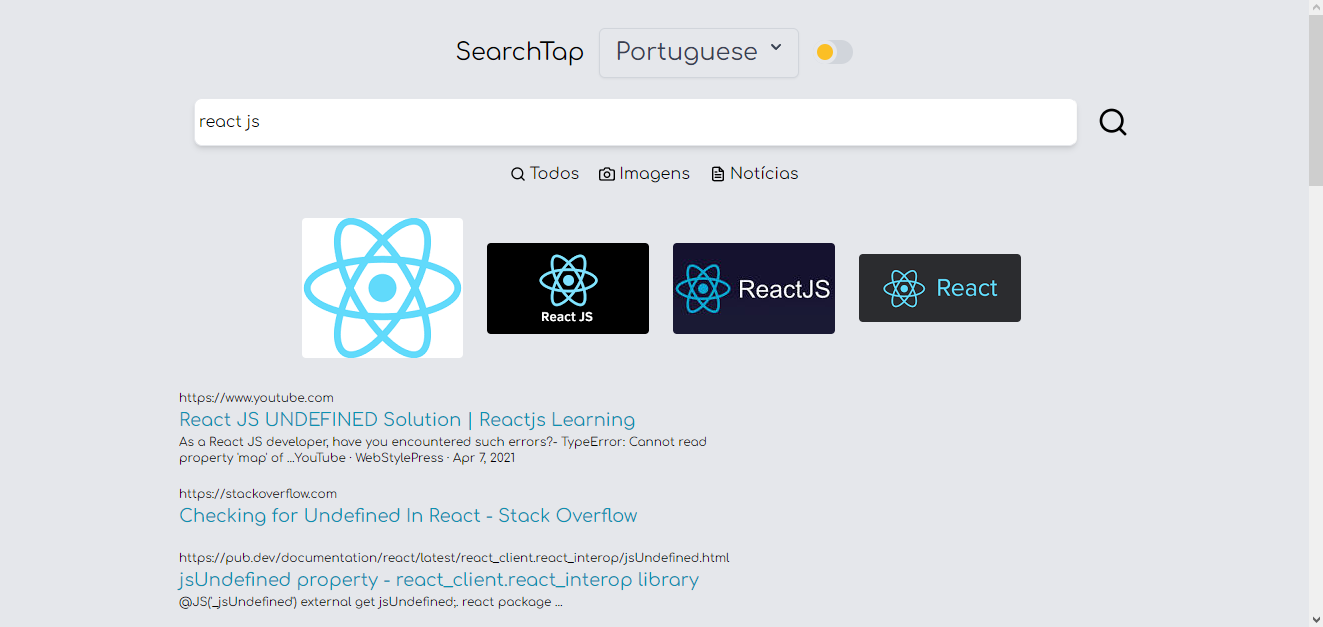 SearchTap Portuguese
react js
Todos Imagens Notícias
React JS
ReactJS
React
https://www.youtube.com
React JS UNDEFINED Solution | Reactjs Learning
As a React JS developer, have you encountered such errors?- TypeError: Cannot read
property 'map' of ...YouTube · WebStylePress · Apr 7, 2021
https://stackoverflow.com
Checking for Undefined In React - Stack Overflow
https://pub.dev/documentation/react/latest/react_client.react_interop/jsUndefined.html
jsUndefined property - react_client.react_interop library
@JS('_jsUndefined') external get jsUndefined;. react package ...